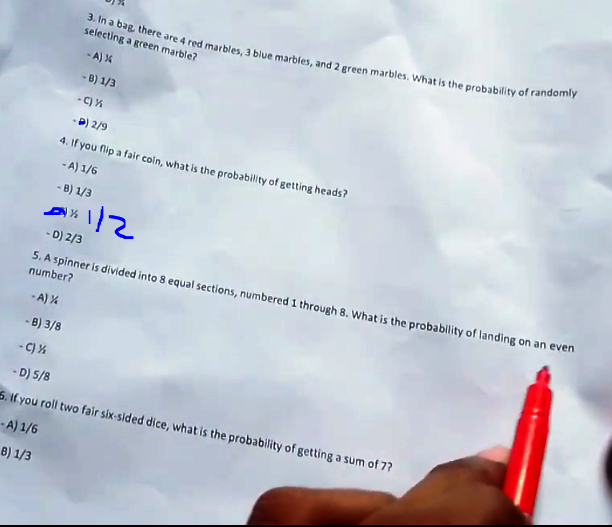 3. In a bag, there are 4 red marbles, 3 blue marbles, and 2 green marbles. What is the probability of randomly
selecting a green marble?
- A) ¼
- B) 1/3
- C) ½
- D) 2/9
4. If you flip a fair coin, what is the probability of getting heads?
- A) 1/6
- B) 1/3
½ 1/2
- D) 2/3
5. A spinner is divided into 8 equal sections, numbered 1 through 8. What is the probability of landing on an even
number?
- A) ¼
- B) 3/8
- C) ½
- D) 5/8
6. If you roll two fair six-sided dice, what is the probability of getting a sum of 7?
- A) 1/6
B) 1/3